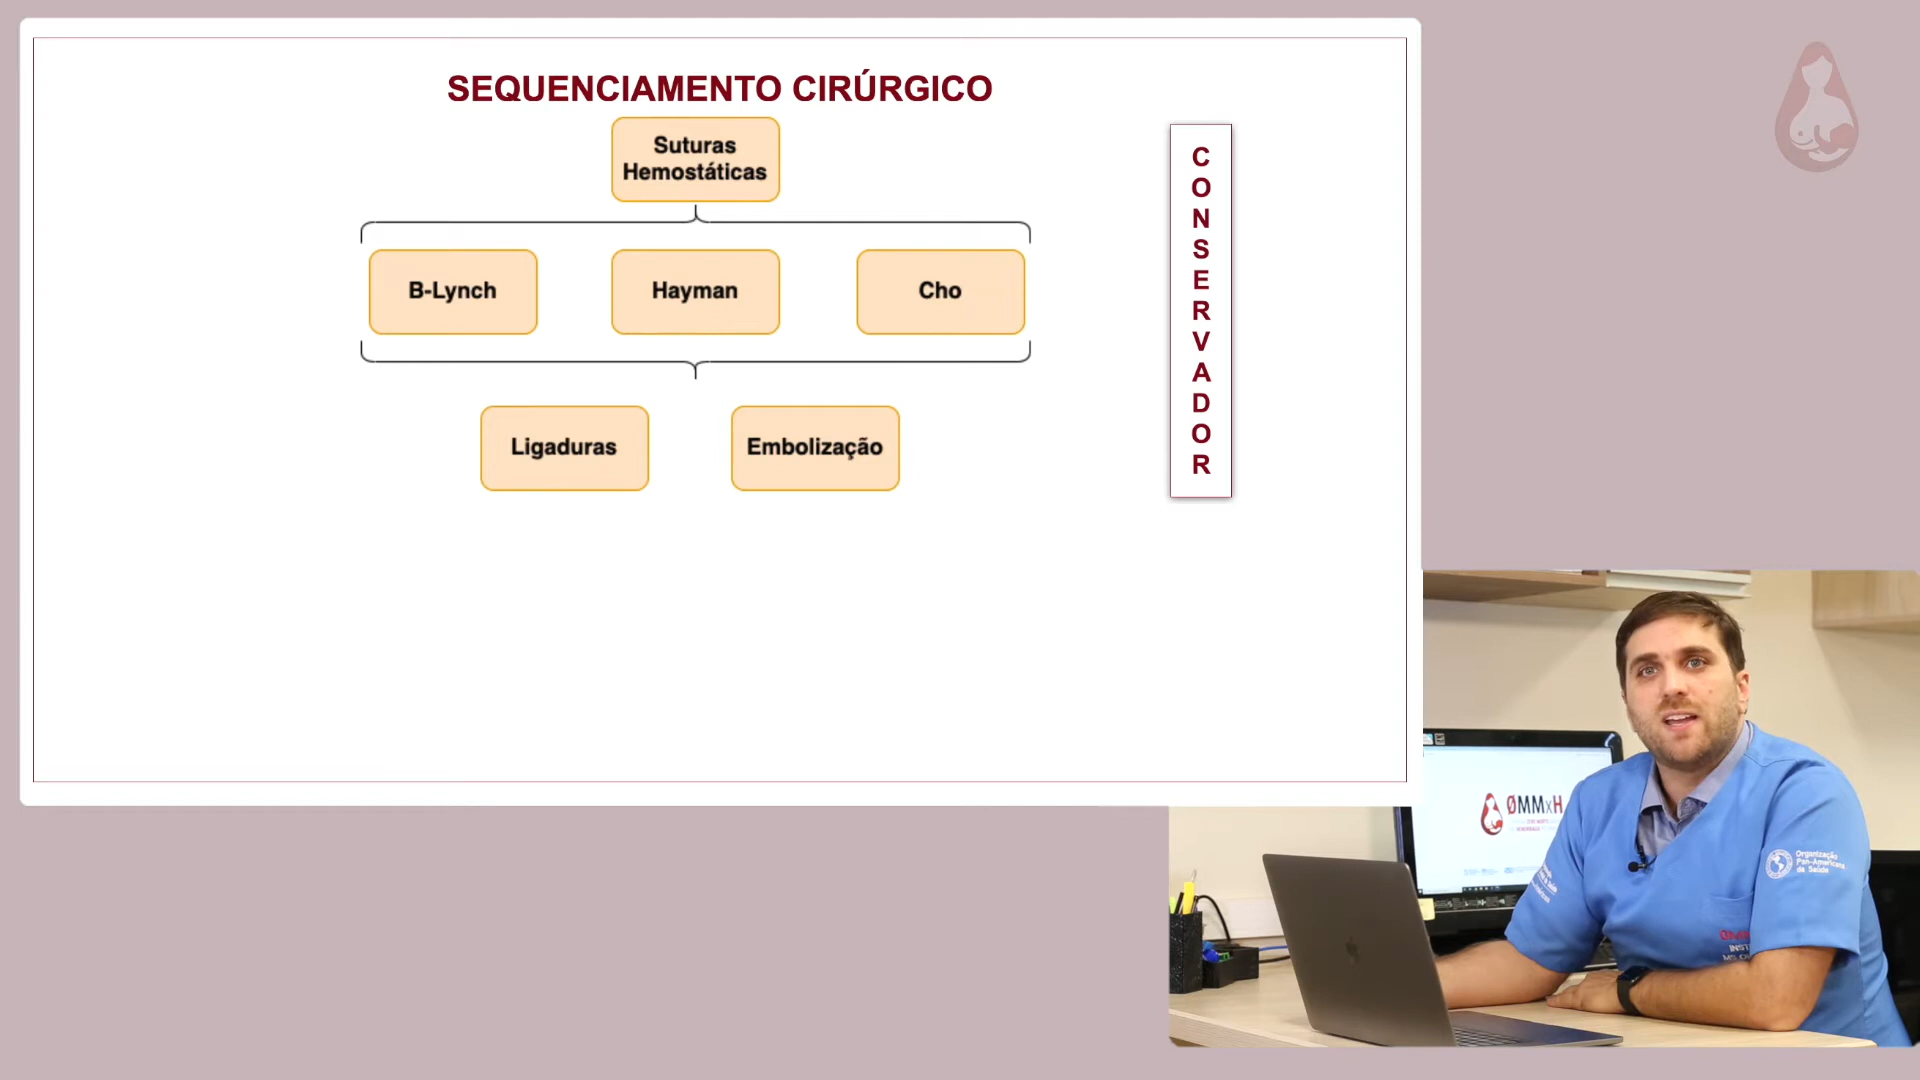 SEQUENCIAMENTO CIRÚRGICO
Suturas
Hemostáticas
B-Lynch
Hayman
Cho
Ligaduras
Embolização
C
O
N
S
E
R
V
A
D
O
R
ØMMxH
Organização
Pan-Americana
da Saúde